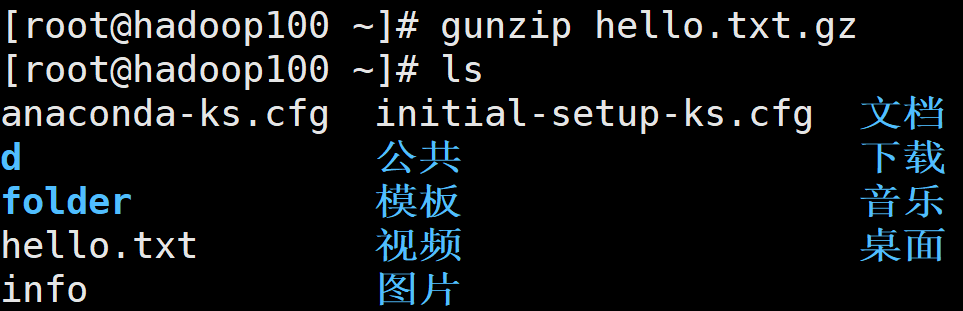 [root@hadoop100 ~]# gunzip hello.txt.gz
[root@hadoop100 ~]# ls
anaconda-ks.cfg  initial-setup-ks.cfg  文档
d                公共                  下载
folder           模板                  音乐
hello.txt        视频                  桌面
info             图片